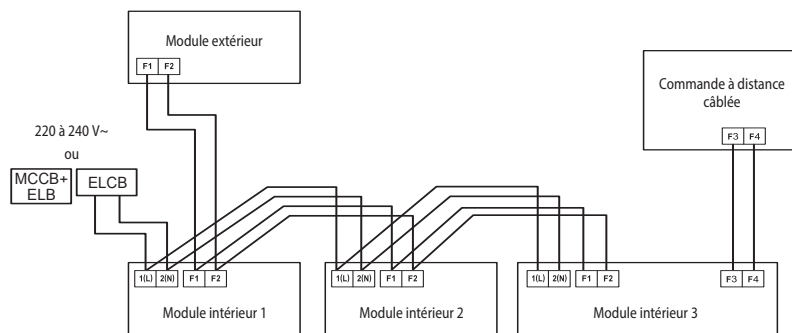 Module extérieur
F1 F2
Commande à distance
câblée
F3 F4
220 à 240 V~
ou
MCCB+
ELB
ELCB
1(L) 2(N) F1 F2
Module intérieur 1
1(L) 2(N) F1 F2
Module intérieur 2
1(L) 2(N) F1 F2
F3 F4
Module intérieur 3